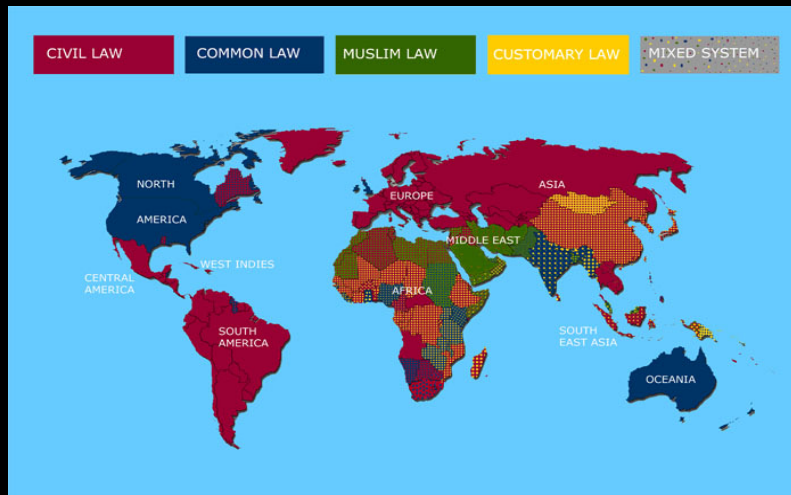 CIVIL LAW
COMMON LAW
MUSLIM LAW
CUSTOMARY LAW
MIXED SYSTEM
NORTH
AMERICA
EUROPE
ASIA
MIDDLE EAST
WEST INDIES
CENTRAL
AMERICA
AFRICA
SOUTH
AMERICA
SOUTH
EAST ASIA
OCEANIA